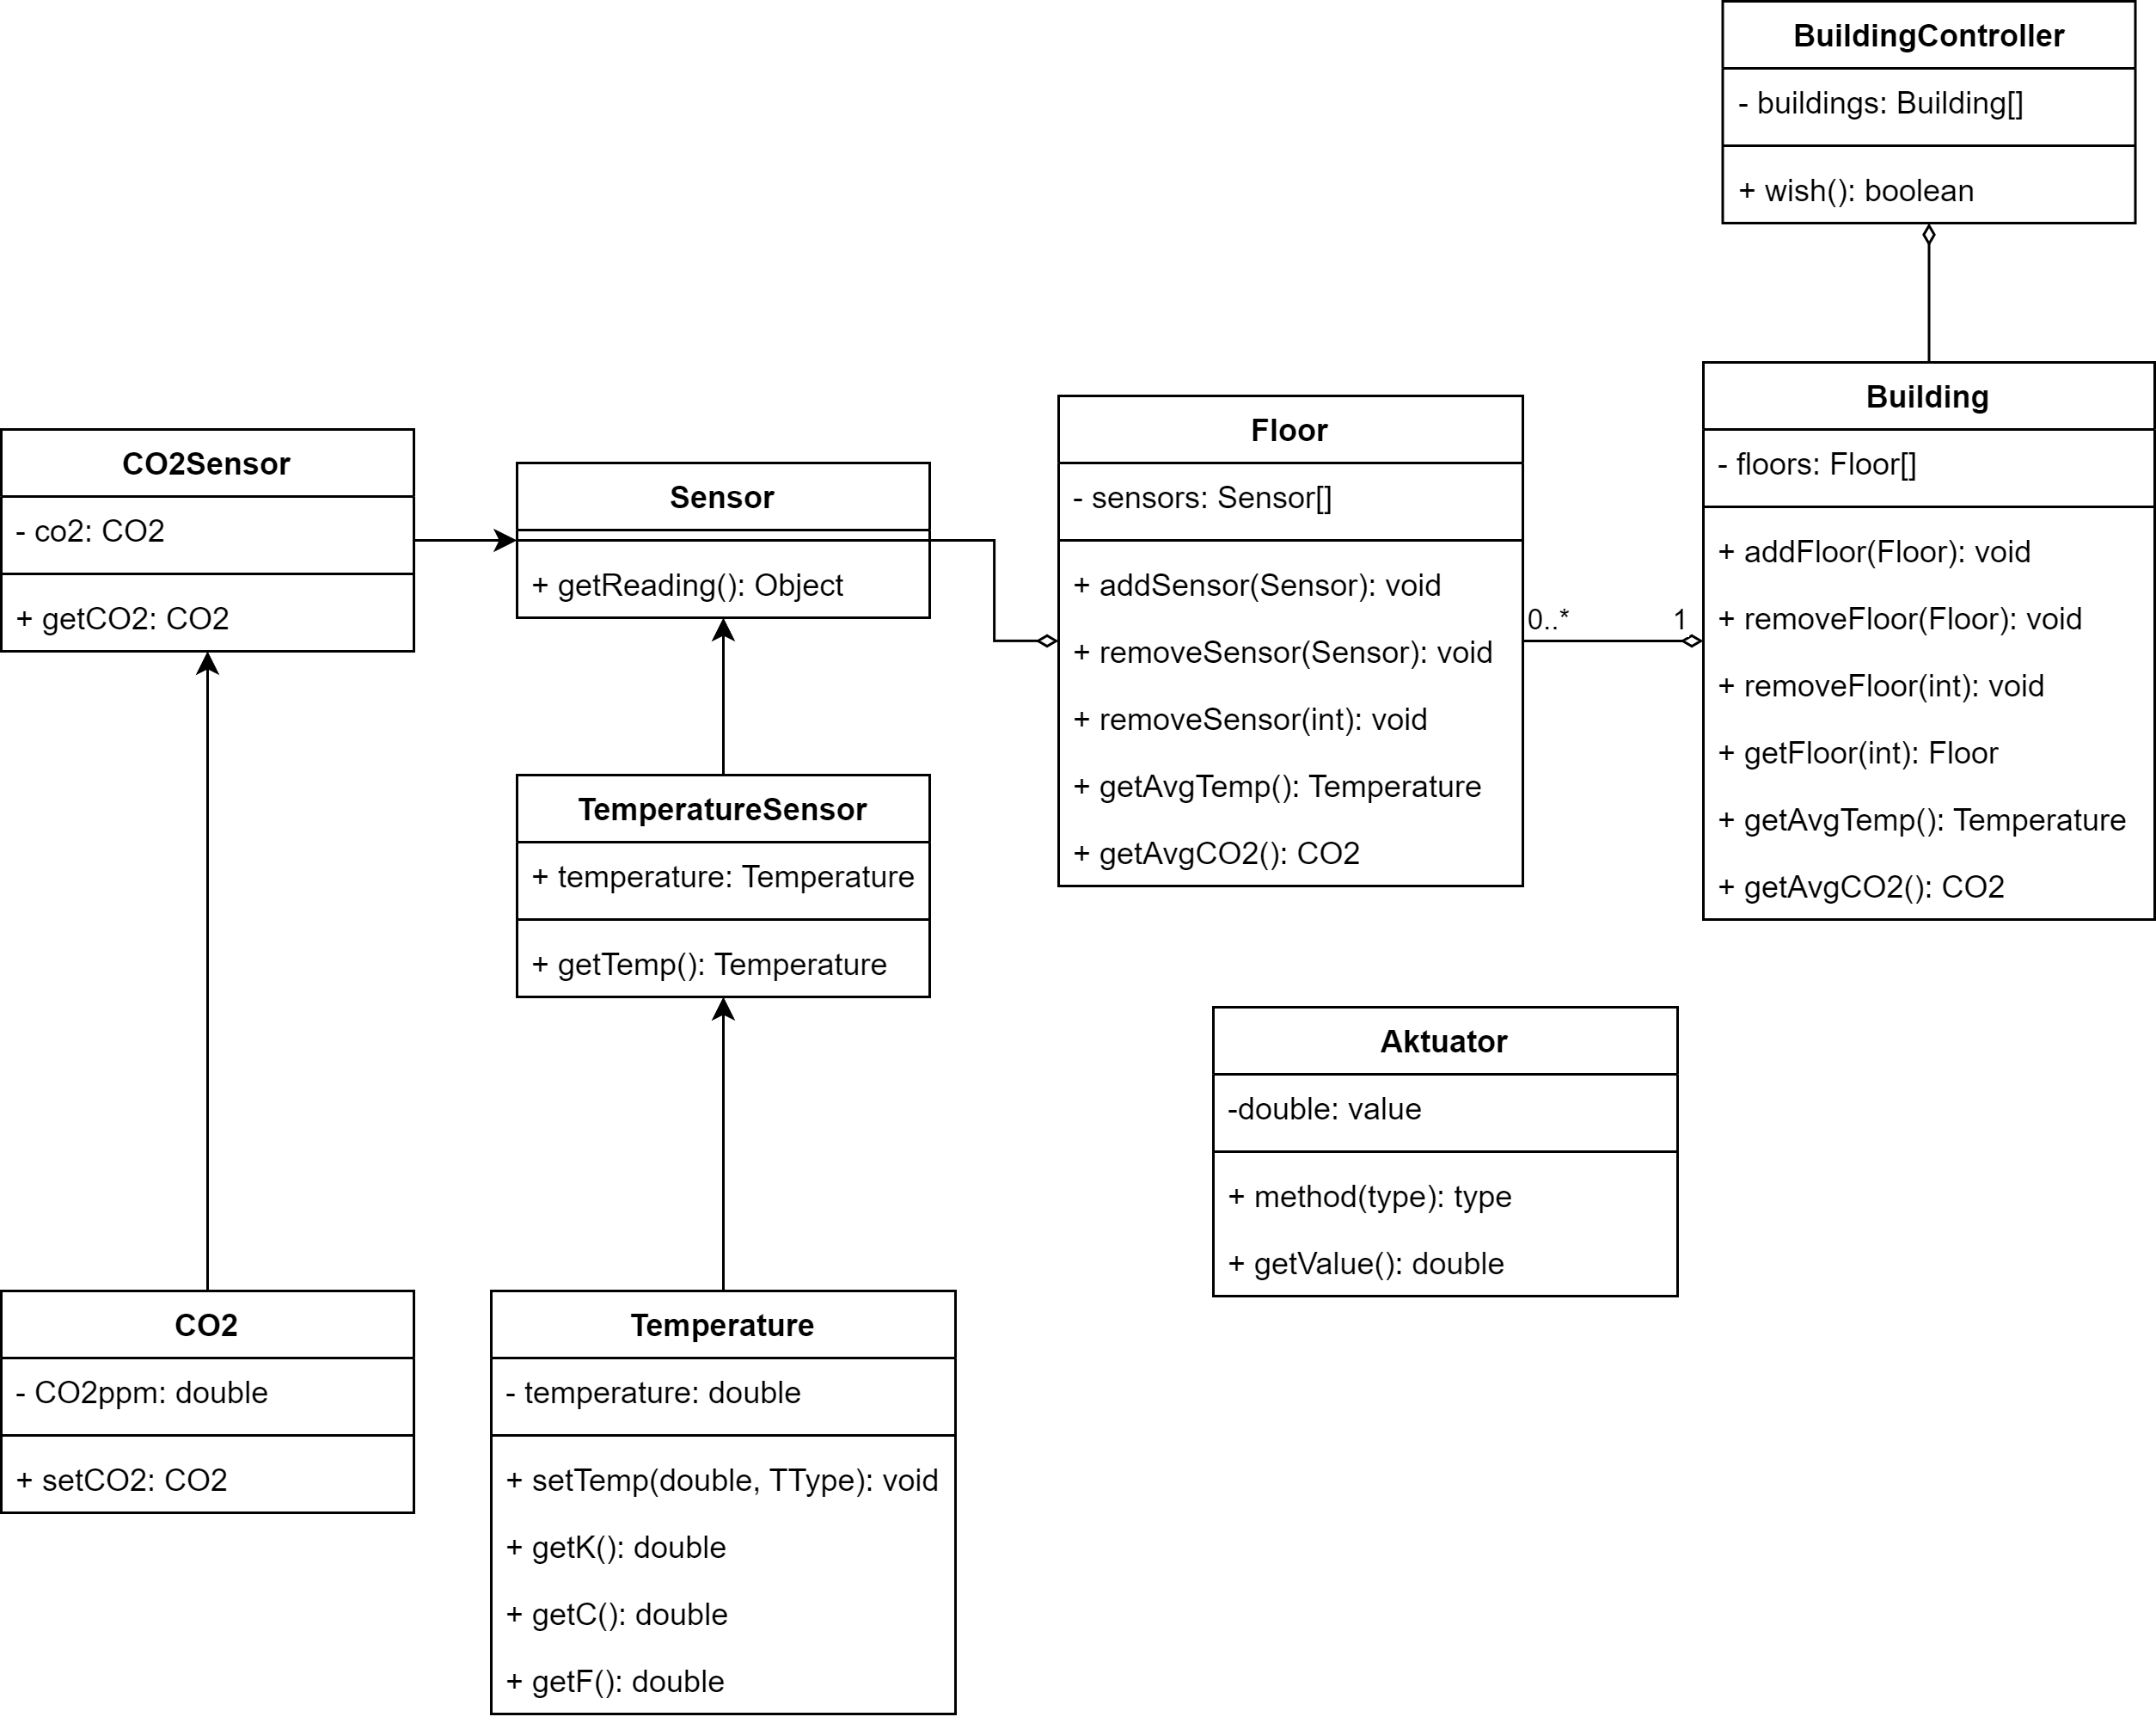 BuildingController
- buildings: Building[]
+ wish(): boolean
Building
- floors: Floor[]
+ addFloor(Floor): void
+ removeFloor(Floor): void
+ removeFloor(int): void
+ getFloor(int): Floor
+ getAvgTemp(): Temperature
+ getAvgCO2(): CO2
0..*
1
Floor
- sensors: Sensor[]
+ addSensor(Sensor): void
+ removeSensor(Sensor): void
+ removeSensor(int): void
+ getAvgTemp(): Temperature
+ getAvgCO2(): CO2
CO2Sensor
- co2: CO2
+ getCO2: CO2
Sensor
+ getReading(): Object
TemperatureSensor
+ temperature: Temperature
+ getTemp(): Temperature
Aktuator
-double: value
+ method(type): type
+ getValue(): double
CO2
- CO2ppm: double
+ setCO2: CO2
Temperature
- temperature: double
+ setTemp(double, TType): void
+ getK(): double
+ getC(): double
+ getF(): double